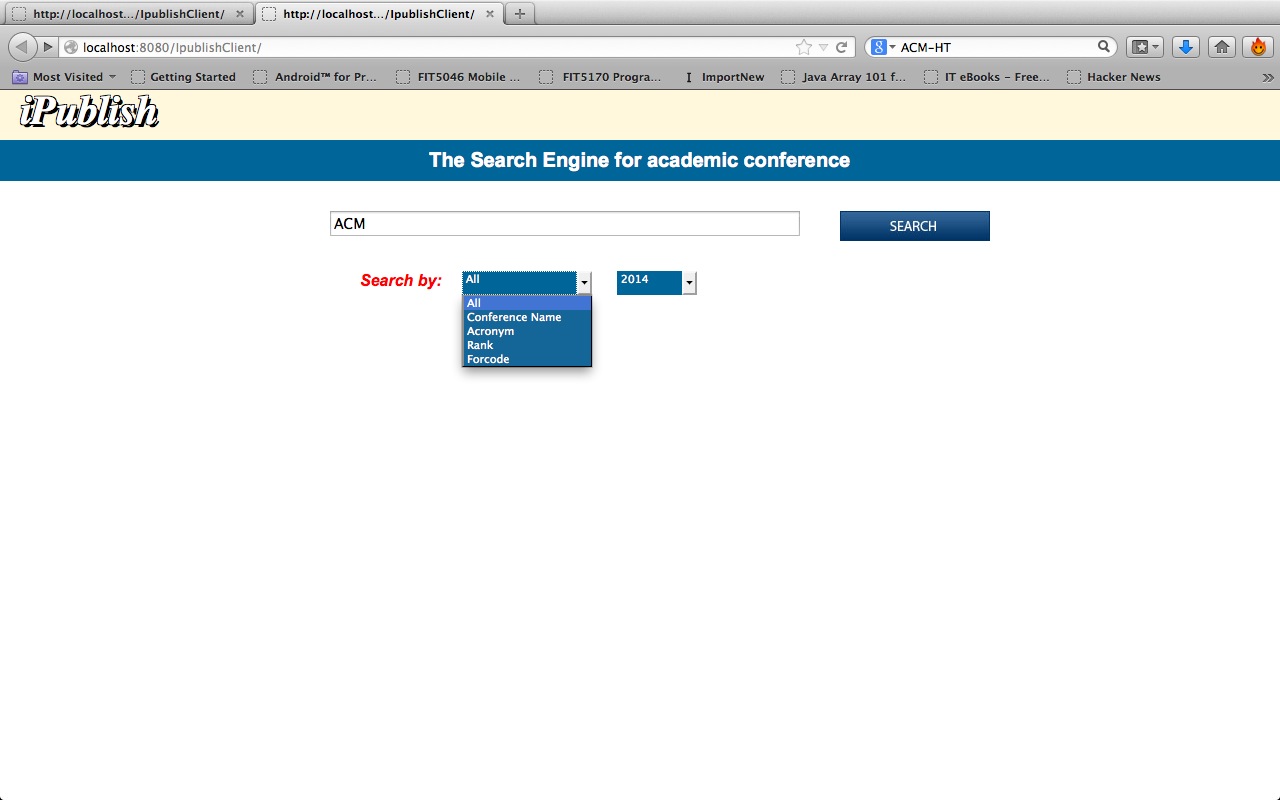 http://localhost.../IpublishClient/
http://localhost.../IpublishClient/
localhost:8080/IpublishClient/
8
ACM-HT
Most Visited
Getting Started
Android™ for Pr...
FIT5046 Mobile ...
FIT5170 Progra...
I ImportNew
Java Array 101 f...
IT eBooks - Free...
Hacker News
iPublish
The Search Engine for academic conference
ACM
SEARCH
Search by:
All
2014
All
Conference Name
Acronym
Rank
Forcode